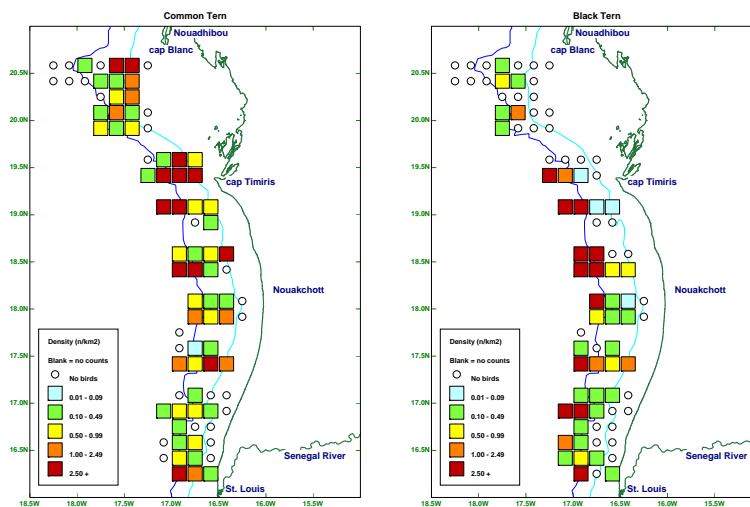 Common Tern
Nouadhibou
cap Blanc
20.5N
20.0N
19.5N
cap Timiris
19.0N
18.5N
Nouakchott
18.0N
Density (n/km2)
17.5N
Blank = no counts
No birds
0.01 - 0.09
17.0N
0.10 - 0.49
0.50 - 0.99
16.5N
1.00 - 2.49
Senegal River
2.50 +
St. Louis
18.5W
18.0W
17.5W
17.0W
16.5W
16.0W
15.5W
15.0W
Black Tern
Nouadhibou
cap Blanc
20.5N
20.0N
19.5N
cap Timiris
19.0N
18.5N
Nouakchott
18.0N
Density (n/km2)
17.5N
Blank = no counts
No birds
0.01 - 0.09
17.0N
0.10 - 0.49
0.50 - 0.99
16.5N
1.00 - 2.49
Senegal River
2.50 +
St. Louis
18.5W
18.0W
17.5W
17.0W
16.5W
16.0W
15.5W
15.0W